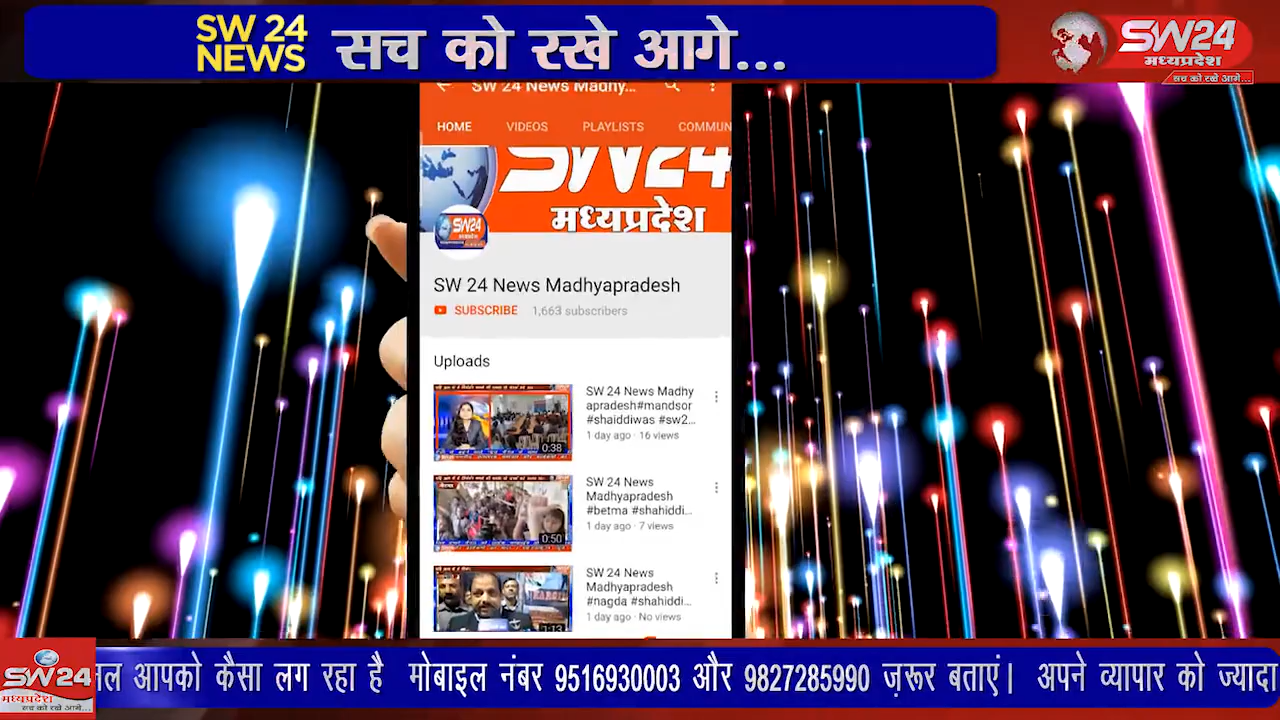 SW 24
NEWS
सच को रखे आगे...
SW24
मध्यप्रदेश
सच को रखे आगे...
SW 24 News Madhy...
HOME VIDEOS PLAYLISTS COMMUN
SW24
मध्यप्रदेश
SW24
SW 24 News Madhyapradesh
SUBSCRIBE 1,663 subscribers
Uploads
SW 24 News Madhy
apradesh#mandsor
#shaiddiwas #sw2...
1 day ago · 16 views
0:38
SW 24 News
Madhyapradesh
#betma #shahiddi...
1 day ago · 7 views
0:50
SW 24 News
Madhyapradesh
#nagda #shahiddi...
1 day ago · No views
1:13
SW24
मध्यप्रदेश
सच को रखे आगे...
आपको कैसा लग रहा है मोबाइल नंबर 9516930003 और 9827285990 ज़रूर बताएं। अपने व्यापार को ज्यादा